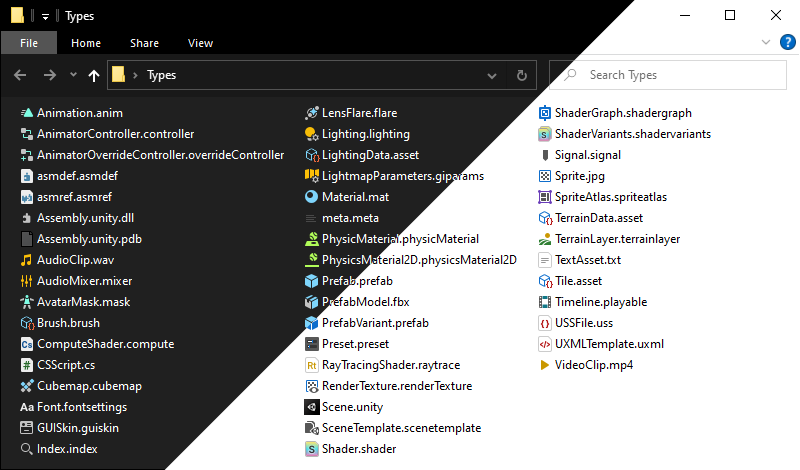 Types
File
Home
Share
View
Types
Search Types
Animation.anim
AnimatorController.controller
AnimatorOverrideController.overrideController
asmdef.asmdef
asmref.asmref
Assembly.unity.dll
Assembly.unity.pdb
AudioClip.wav
AudioMixer.mixer
AvatarMask.mask
Brush.brush
Cs ComputeShader.compute
CSScript.cs
Cubemap.cubemap
Aa Font.fontsettings
GUISkin.guiskin
Index.index
LensFlare.flare
Lighting.lighting
LightingData.asset
LightmapParameters.giparams
Material.mat
meta.meta
PhysicMaterial.physicMaterial
PhysicsMaterial2D.physicsMaterial2D
Prefab.prefab
PrefabModel.fbx
PrefabVariant.prefab
Preset.preset
Rt RayTracingShader.raytrace
RenderTexture.renderTexture
Scene.unity
SceneTemplate.scenetemplate
S Shader.shader
ShaderGraph.shadergraph
S ShaderVariants.shadervariants
Signal.signal
Sprite.jpg
SpriteAtlas.spriteatlas
TerrainData.asset
TerrainLayer.terrainlayer
TextAsset.txt
Tile.asset
Timeline.playable
USSFile.uss
UXMLTemplate.uxml
VideoClip.mp4